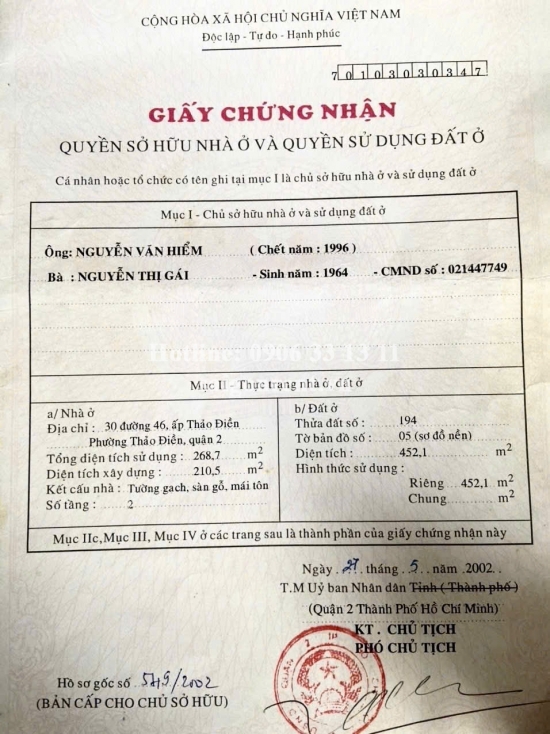 CỘNG HÒA XÃ HỘI CHỦ NGHĨA VIỆT NAM
Độc lập - Tự do - Hạnh phúc
7 0 1 0 3 0 3 0 3 4 7
GIẤY CHỨNG NHẬN
QUYỀN SỞ HỮU NHÀ Ở VÀ QUYỀN SỬ DỤNG ĐẤT Ở
Cá nhân hoặc tổ chức có tên ghi tại mục I là chủ sở hữu nhà ở và sử dụng đất ở
Mục I - Chủ sở hữu nhà ở và sử dụng đất ở
Ông: NGUYỄN VĂN HIỂM ( Chết năm : 1996 )
Bà : NGUYỄN THỊ GÁI - Sinh năm : 1964 - CMND số : 021447749
Hotline: 0906 33 13 11
Mục II - Thực trạng nhà ở, đất ở
a/ Nhà ở
Địa chỉ : 30 đường 46, ấp Thảo Điền
Phường Thảo Điền, quận 2
Tổng diện tích sử dụng : 268,7 m2
Diện tích xây dựng : 210,5 m2
Kết cấu nhà : Tường gạch, sàn gỗ, mái tôn
Số tầng : 2
b/ Đất ở
Thửa đất số : 194
Tờ bản đồ số : 05 (sơ đồ nền)
Diện tích : 452,1 m2
Hình thức sử dụng :
Riêng 452,1 m2
Chung m2
Mục IIc, Mục III, Mục IV ở các trang sau là thành phần của giấy chứng nhận này
Ngày 27 tháng 5 năm 2002
T.M Uỷ ban Nhân dân Tỉnh ( Thành phố )
(Quận 2 Thành Phố Hồ Chí Minh)
KT . CHỦ TỊCH
PHÓ CHỦ TỊCH
Hồ sơ gốc số /2002
(BẢN CẤP CHO CHỦ SỞ HỮU)